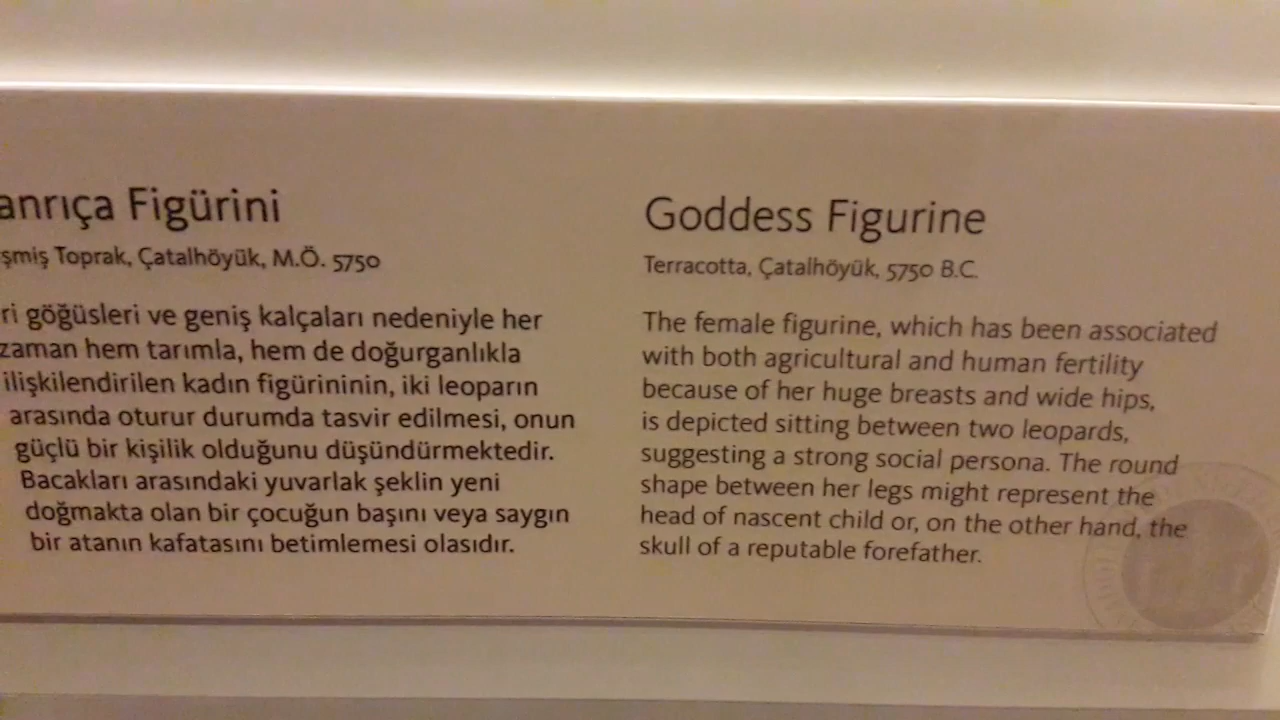 anrıça Figürini
şmiş Toprak, Çatalhöyük, M.Ö. 5750
ri göğüsleri ve geniş kalçaları nedeniyle her
zaman hem tarımla, hem de doğurganlıkla
ilişkilendirilen kadın figürininin, iki leoparın
arasında oturur durumda tasvir edilmesi, onun
güçlü bir kişilik olduğunu düşündürmektedir.
Bacakları arasındaki yuvarlak şeklin yeni
doğmakta olan bir çocuğun başını veya saygın
bir atanın kafatasını betimlemesi olasıdır.
Goddess Figurine
Terracotta, Çatalhöyük, 5750 B.C.
The female figurine, which has been associated
with both agricultural and human fertility
because of her huge breasts and wide hips,
is depicted sitting between two leopards,
suggesting a strong social persona. The round
shape between her legs might represent the
head of nascent child or, on the other hand, the
skull of a reputable forefather.